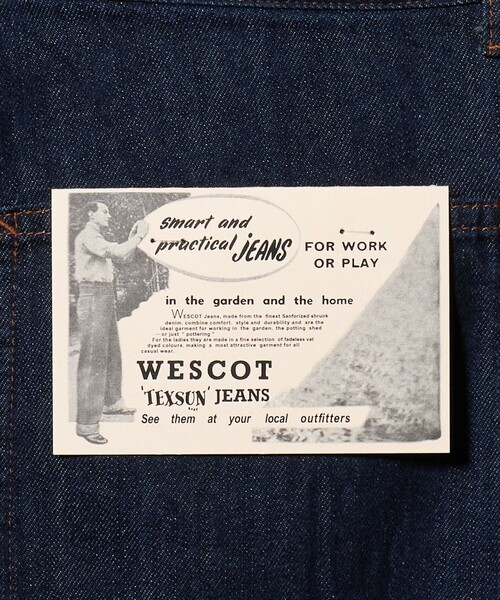 smart and
practical JEANS
FOR WORK
OR PLAY
in the garden and the home
WESCOT Jeans, made from the finest Sanforized shrunk
denim, combine comfort, style and durability and are the
ideal garment for working in the garden, the potting shed
—or just "pottering"
For the ladies they are made in a fine selection of fadeless vat
dyed colours, making a most attractive garment for all
casual wear.
WESCOT
'TEXSUN' JEANS
See them at your local outfitters